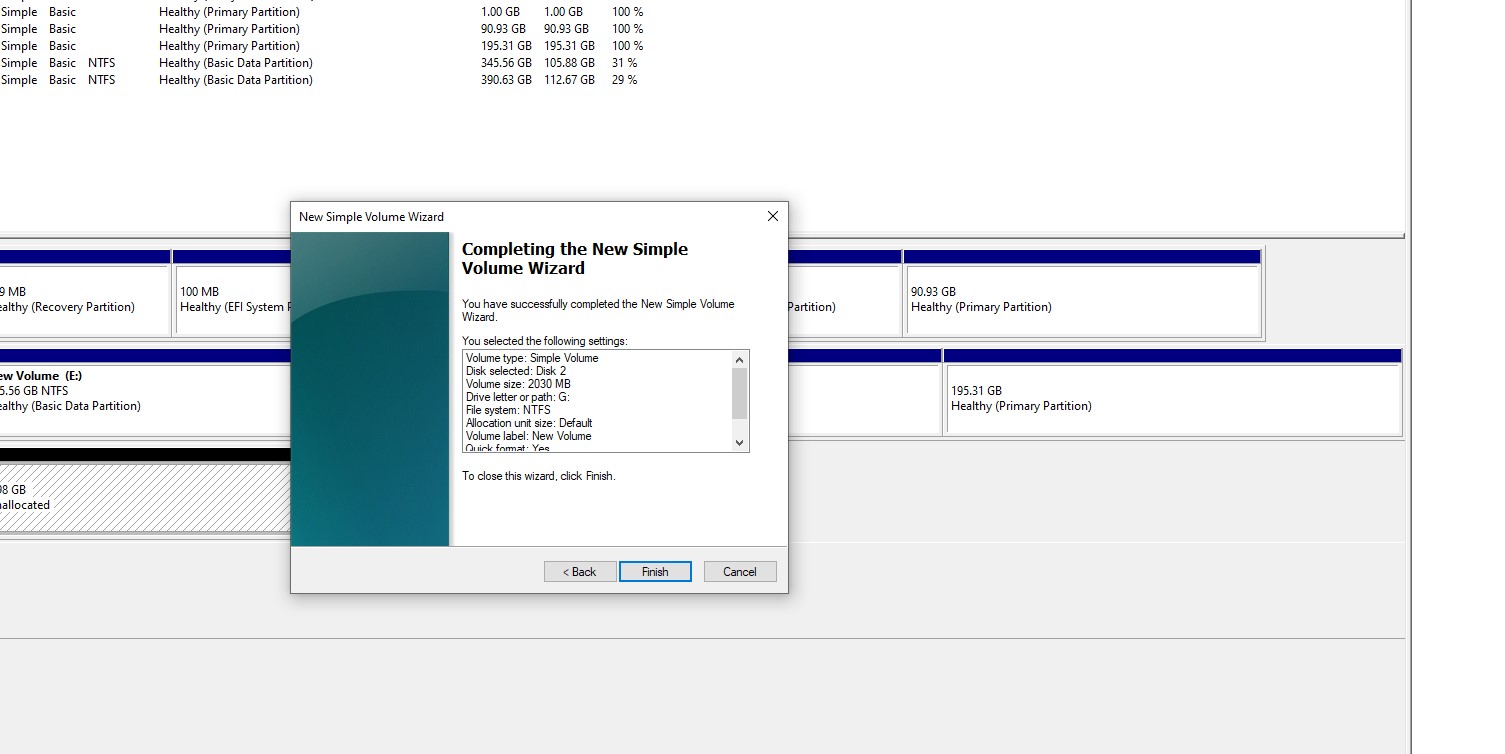 Simple Basic Healthy (Primary Partition) 1.00 GB 1.00 GB 100 %
Simple Basic Healthy (Primary Partition) 90.93 GB 90.93 GB 100 %
Simple Basic Healthy (Primary Partition) 195.31 GB 195.31 GB 100 %
Simple Basic NTFS Healthy (Basic Data Partition) 345.56 GB 105.88 GB 31 %
Simple Basic NTFS Healthy (Basic Data Partition) 390.63 GB 112.67 GB 29 %
New Simple Volume Wizard
Completing the New Simple
Volume Wizard
You have successfully completed the New Simple Volume
Wizard.
You selected the following settings:
Volume type: Simple Volume
Disk selected: Disk 2
Volume size: 2030 MB
Drive letter or path: G:
File system: NTFS
Allocation unit size: Default
Volume label: New Volume
Quick format: Yes
To close this wizard, click Finish.
< Back Finish Cancel
9 MB
ealthy (Recovery Partition)
100 MB
Healthy (EFI System
Partition)
90.93 GB
Healthy (Primary Partition)
ew Volume (E:)
5.56 GB NTFS
ealthy (Basic Data Partition)
195.31 GB
Healthy (Primary Partition)
98 GB
nallocated